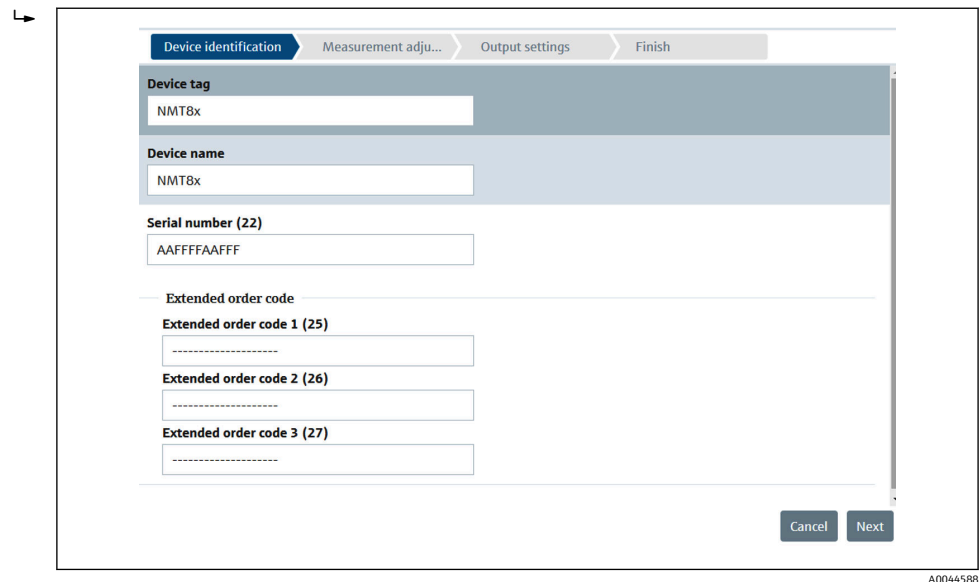 Device identification Measurement adju... Output settings Finish
Device tag
NMT8x
Device name
NMT8x
Serial number (22)
AAFFFFAAFFF
Extended order code
Extended order code 1 (25)
--------------------
Extended order code 2 (26)
--------------------
Extended order code 3 (27)
--------------------
Cancel Next
A0044588